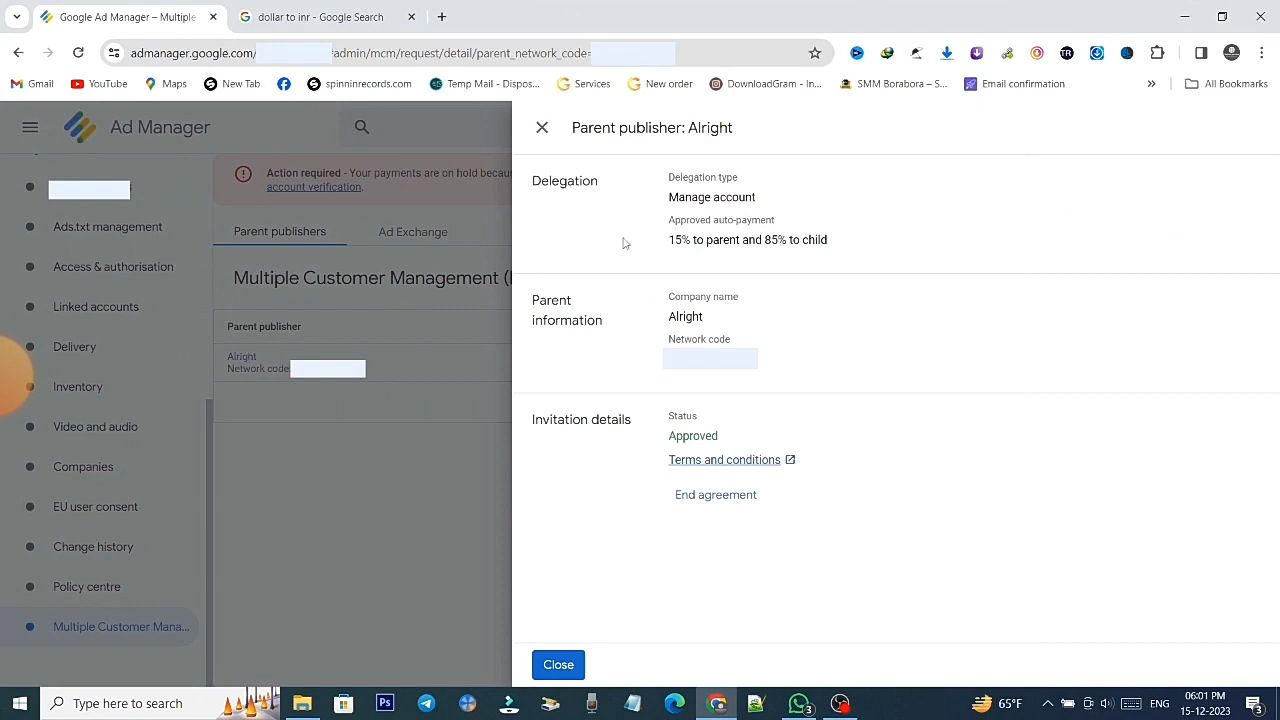 Google Ad Manager – Multiple
dollar to inr - Google Search
admanager.google.com/
/admin/mcm/request/detail/parent_network_code=
Gmail
YouTube
Maps
New Tab
spinninrecords.com
Temp Mail - Dispos...
Services
New order
DownloadGram - In...
SMM Borabora – S...
Email confirmation
All Bookmarks
Ad Manager
Parent publisher: Alright
Action required - Your payments are on hold becaus
account verification.
Delegation
Delegation type
Manage account
Approved auto-payment
15% to parent and 85% to child
Ads.txt management
Access & authorisation
Linked accounts
Delivery
Inventory
Video and audio
Companies
EU user consent
Change history
Policy centre
Multiple Customer Mana...
Parent publishers
Ad Exchange
Multiple Customer Management (
Parent publisher
Alright
Network code:
Parent
information
Company name
Alright
Network code
Invitation details
Status
Approved
Terms and conditions
End agreement
Close
Type here to search
Ps
TR
3
65°F
ENG
06:01 PM
15-12-2023
3